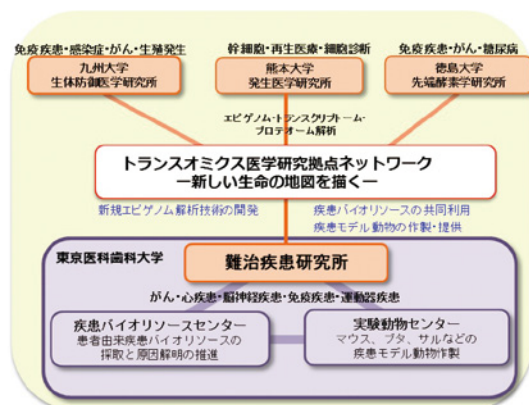 免疫疾患・感染症・がん・生殖発生
九州大学
生体防御医学研究所
幹細胞・再生医療・細胞診断
熊本大学
発生医学研究所
免疫疾患・がん・糖尿病
徳島大学
先端酵素学研究所
エピゲノム・トランスクリプトーム・
プロテオーム解析
トランスオミクス医学研究拠点ネットワーク
ー新しい生命の地図を描くー
新規エピゲノム解析技術の開発
疾患バイオリソースの共同利用
疾患モデル動物の作製・提供
東京医科歯科大学
難治疾患研究所
がん・心疾患・脳神経疾患・免疫疾患・運動器疾患
疾患バイオリソースセンター
患者由来疾患バイオリソースの
採取と原因解明の推進
実験動物センター
マウス、ブタ、サルなどの
疾患モデル動物作製